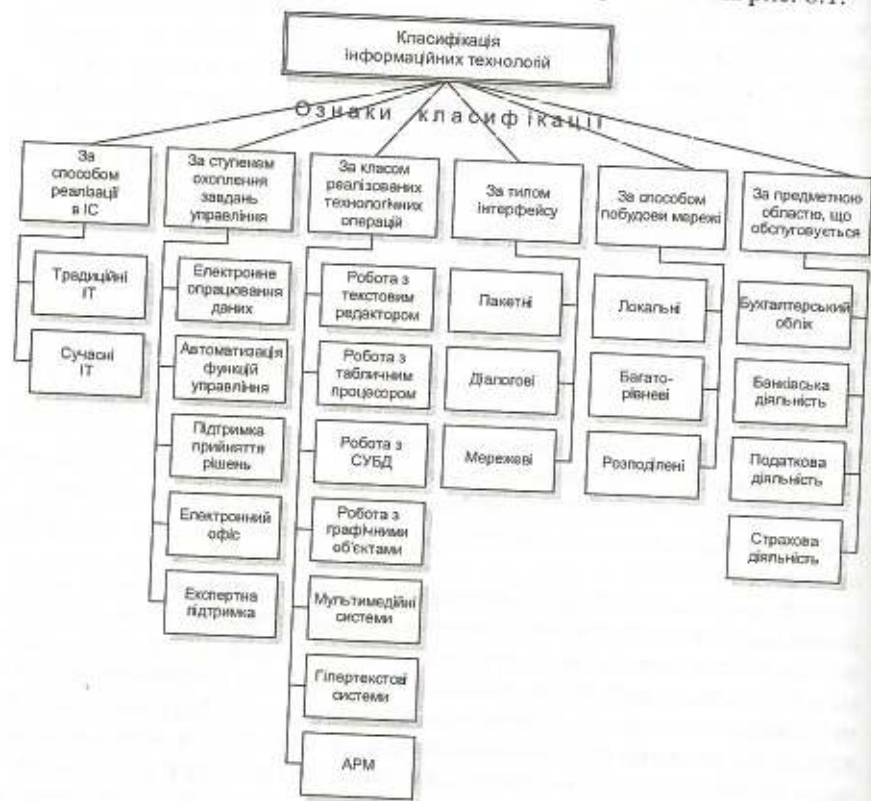 рис. 6.1.
Класифікація
інформаційних технологій
Ознаки класифікації
За
способом
реалізації
в ІС
Традиційні
ІТ
Сучасні
ІТ
За ступенем
охоплення
завдань
управління
Електронне
опрацювання
даних
Автоматизація
функцій
управління
Підтримка
прийняття
рішень
Електронний
офіс
Експертна
підтримка
За класом
реалізованих
технологічних
операцій
Робота з
текстовим
редактором
Робота з
табличним
процесором
Робота з
СУБД
Робота з
графічними
об'єктами
Мультимедійні
системи
Гіпертекстові
системи
АРМ
За типом
інтерфейсу
Пакетні
Діалогові
Мережеві
За способом
побудови мережі
Локальні
Багато-
рівневі
Розподілені
За предметною
областю, що
обслуговується
Бухгалтерський
облік
Банківська
діяльність
Податкова
діяльність
Страхова
діяльність